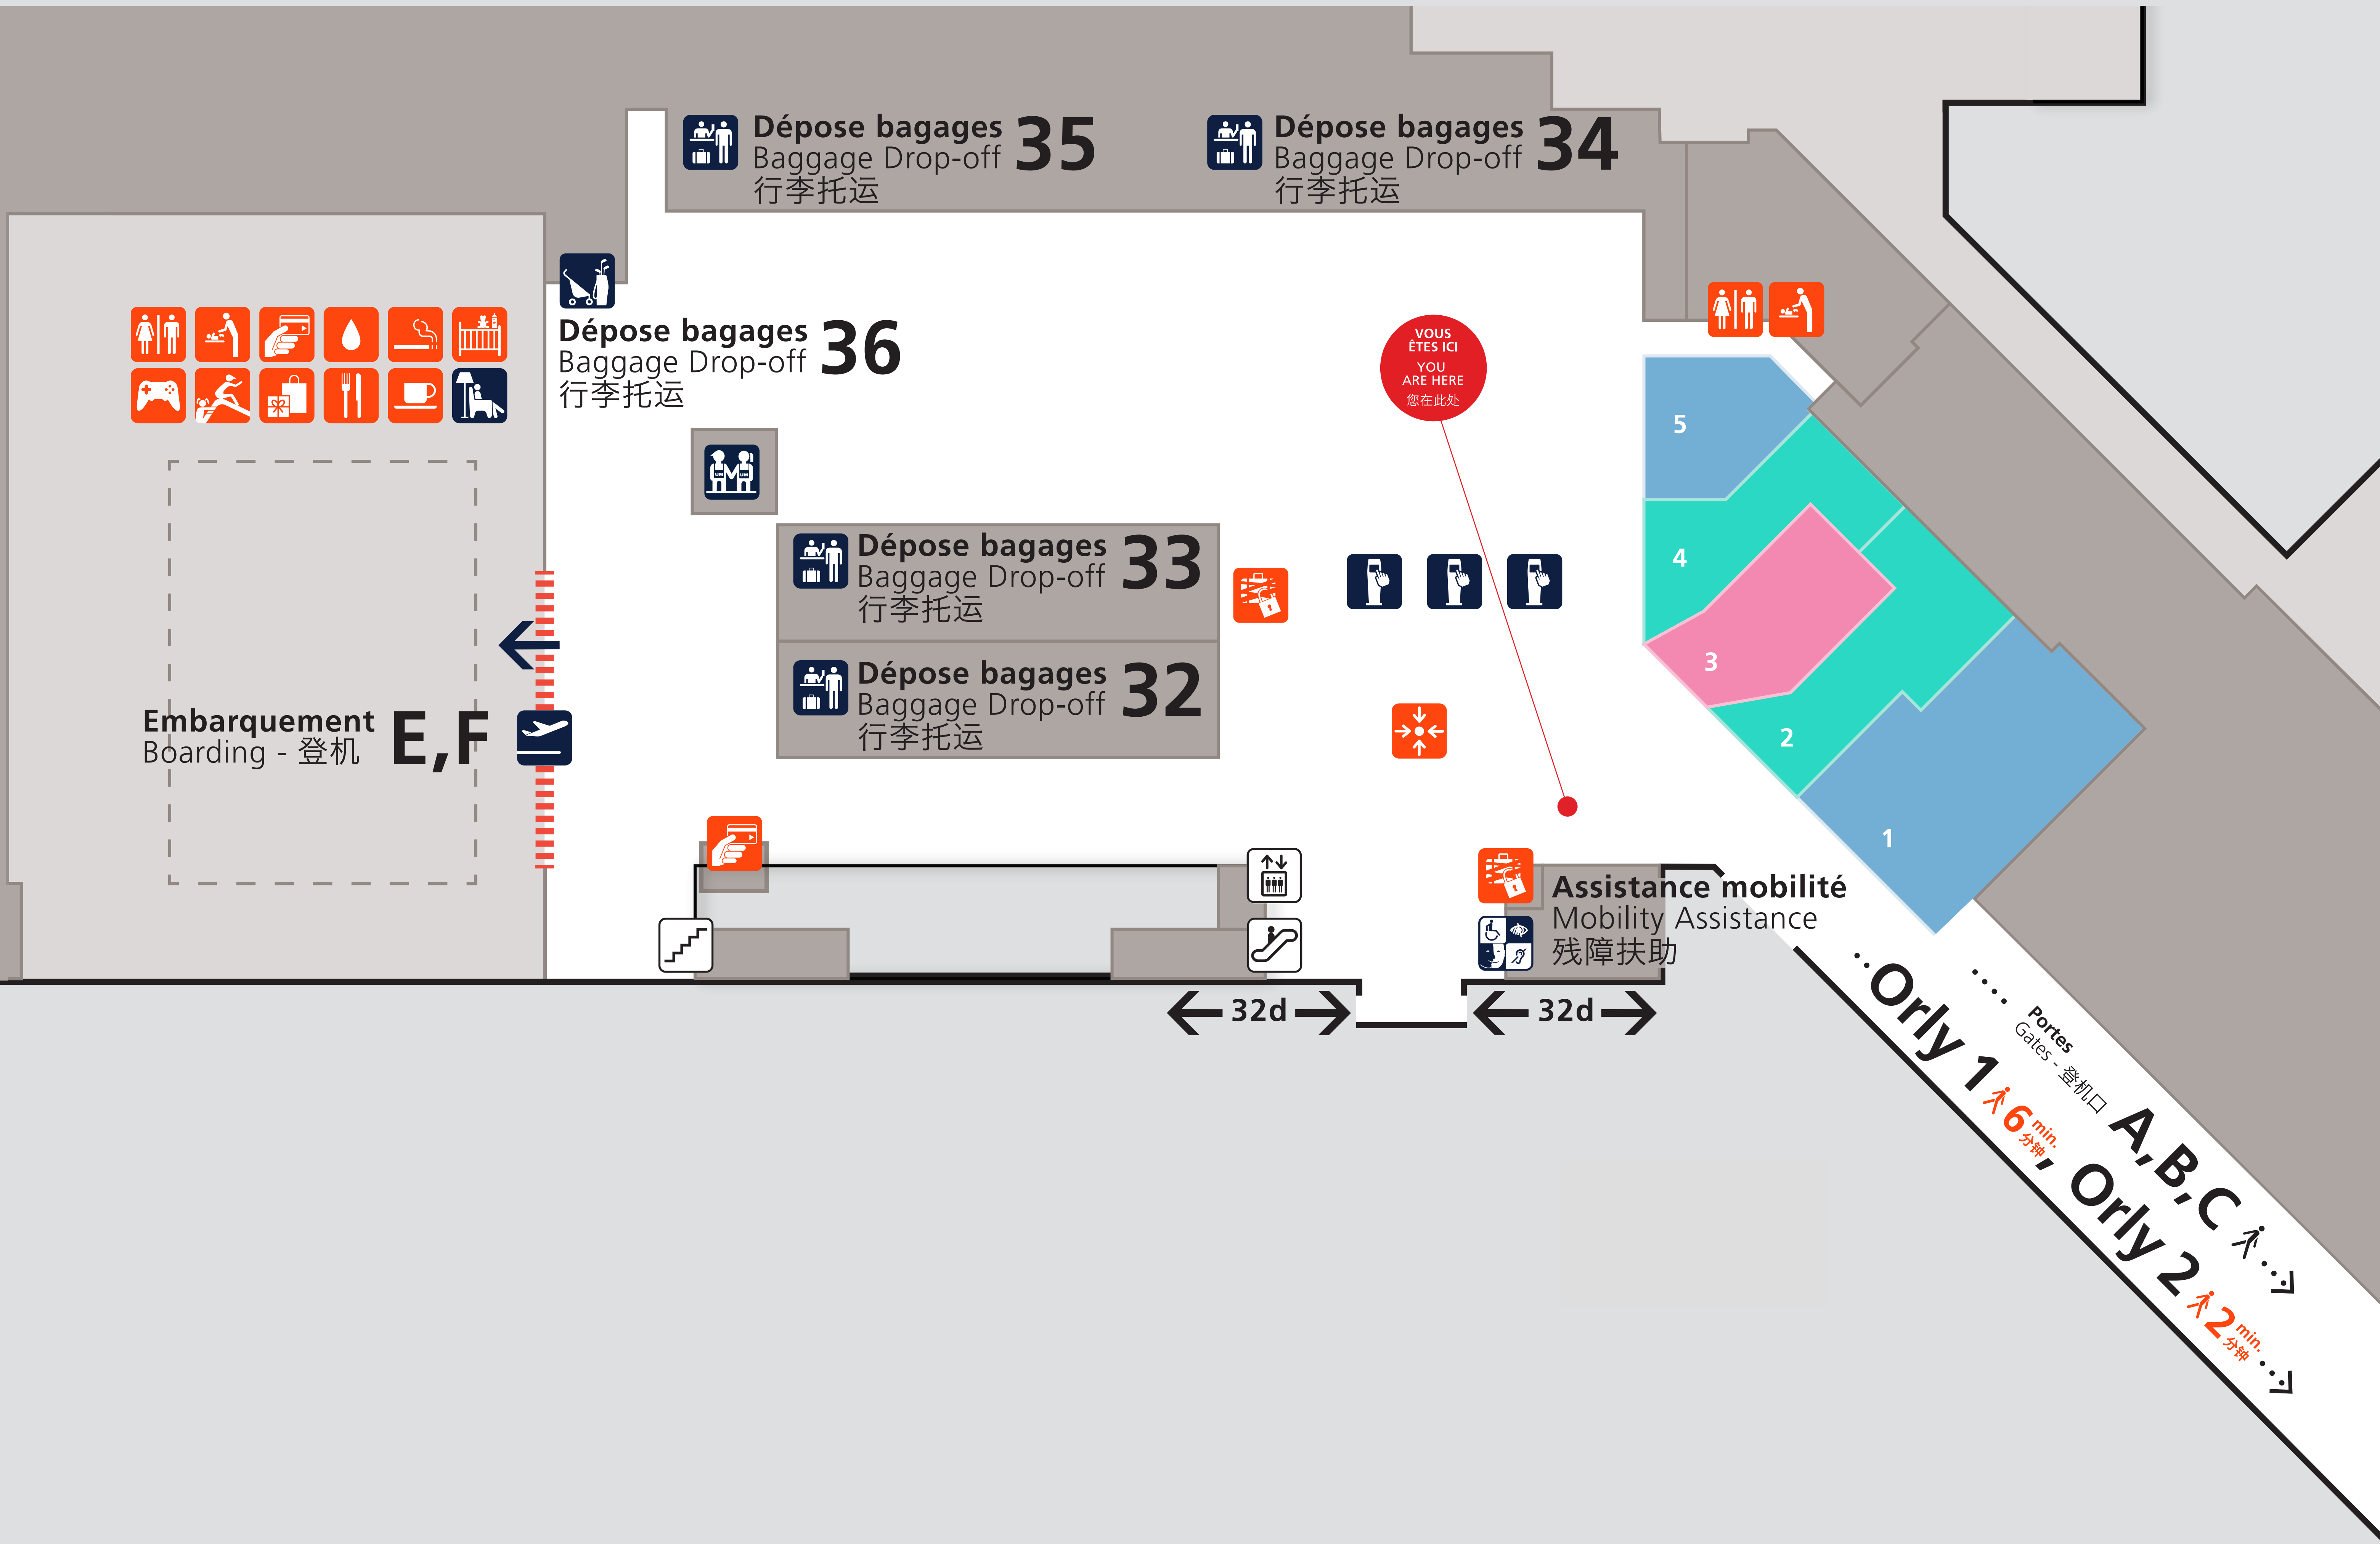 Dépose bagages 35
Baggage Drop-off
行李托运
Dépose bagages 34
Baggage Drop-off
行李托运
Dépose bagages 36
Baggage Drop-off
行李托运
VOUS
ÊTES ICI
YOU
ARE HERE
您在此处
5
4
3
2
1
Dépose bagages 33
Baggage Drop-off
行李托运
Dépose bagages 32
Baggage Drop-off
行李托运
Embarquement E,F
Boarding - 登机
Assistance mobilité
Mobility Assistance
残障扶助
32d
32d
Portes
Gates - 登机口
A,B,C
Orly 1 6 min. 分钟, Orly 2 2 min. 分钟